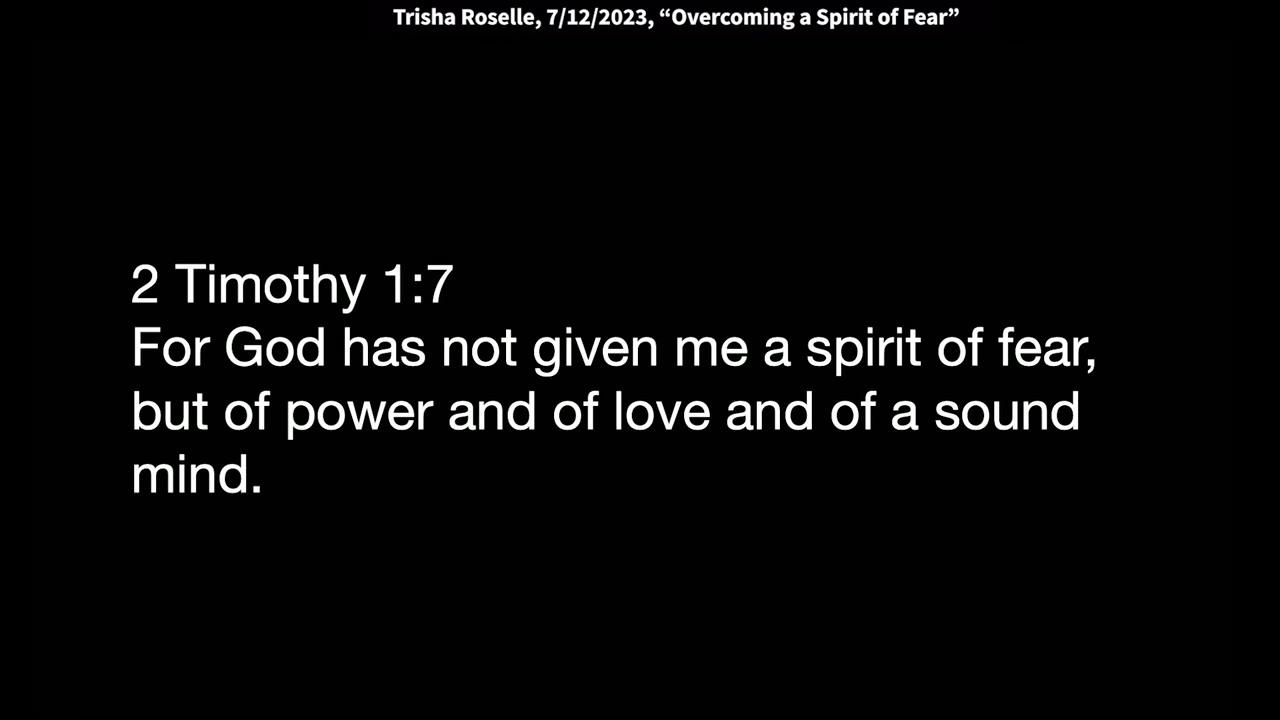 Trisha Roselle, 7/12/2023, “Overcoming a Spirit of Fear”
2 Timothy 1:7
For God has not given me a spirit of fear,
but of power and of love and of a sound
mind.